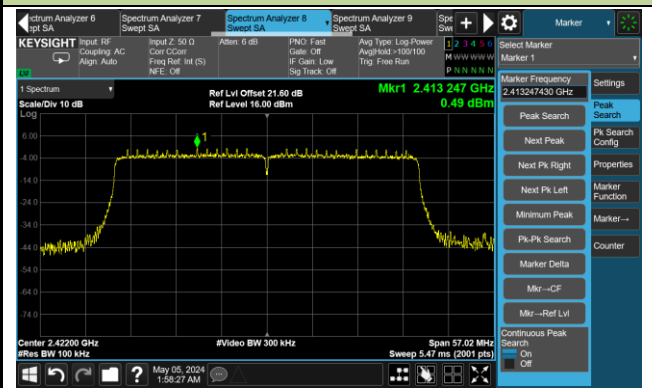 ectrum Analyzer 6
ept SA
Spectrum Analyzer 7
Swept SA
Spectrum Analyzer 8
Swept SA
Spectrum Analyzer 9
Swept SA
Spe
Swe
Marker
KEYSIGHT
Input: RF
Coupling: AC
Align: Auto
Input Z: 50 Ω
Corr CCorr
Freq Ref: Int (S)
NFE: Off
Atten: 6 dB
PNO: Fast
Gate: Off
IF Gain: Low
Sig Track: Off
Avg Type: Log-Power
Avg|Hold:>100/100
Trig: Free Run
1 2 3 4 5 6
M W W W W W
P N N N N N
Select Marker
Marker 1
LV
1 Spectrum
Scale/Div 10 dB
Log
Ref Lvl Offset 21.60 dB
Ref Level 16.00 dBm
Mkr1 2.413 247 GHz
0.49 dBm
1
6.00
-4.00
-14.0
-24.0
-34.0
-44.0
-54.0
-64.0
-74.0
Center 2.42200 GHz
#Res BW 100 kHz
#Video BW 300 kHz
Span 57.02 MHz
Sweep 5.47 ms (2001 pts)
Marker Frequency
2.413247430 GHz
Peak Search
Next Peak
Next Pk Right
Next Pk Left
Minimum Peak
Pk-Pk Search
Marker Delta
Mkr→CF
Mkr→Ref Lvl
Continuous Peak
Search
On
Off
Settings
Peak
Search
Pk Search
Config
Properties
Marker
Function
Marker→
Counter
May 05, 2024
1:58:27 AM